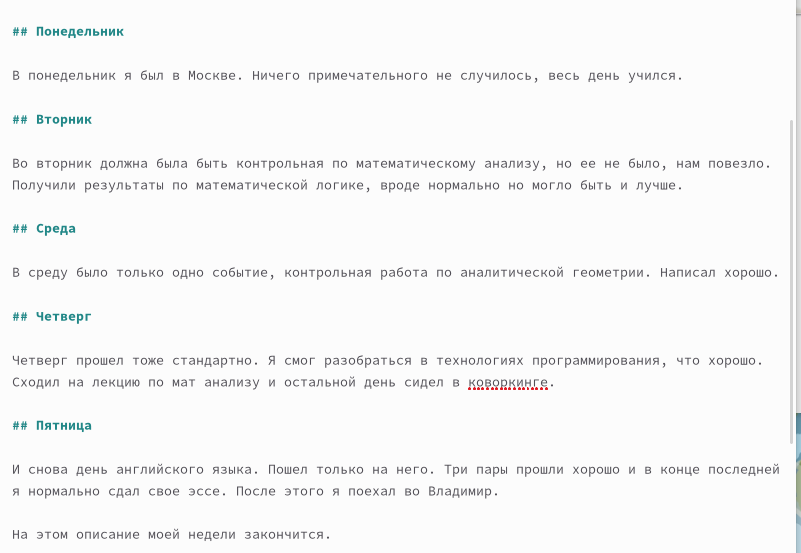 ## Понедельник
В понедельник я был в Москве. Ничего примечательного не случилось, весь день учился.
## Вторник
Во вторник должна была быть контрольная по математическому анализу, но ее не было, нам повезло.
Получили результаты по математической логике, вроде нормально но могло быть и лучше.
## Среда
В среду было только одно событие, контрольная работа по аналитической геометрии. Написал хорошо.
## Четверг
Четверг прошел тоже стандартно. Я смог разобраться в технологиях программирования, что хорошо.
Сходил на лекцию по мат анализу и остальной день сидел в коворкинге.
## Пятница
И снова день английского языка. Пошел только на него. Три пары прошли хорошо и в конце последней
я нормально сдал свое эссе. После этого я поехал во Владимир.
На этом описание моей недели закончится.